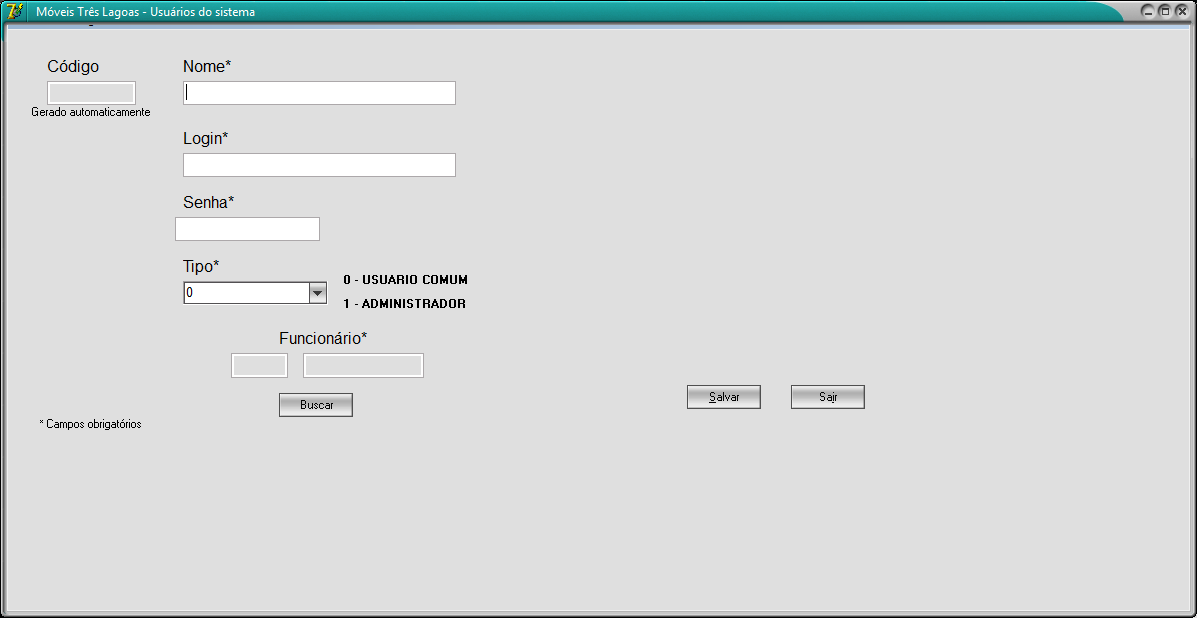 Móveis Três Lagoas - Usuários do sistema
Código
Nome*
Gerado automaticamente
Login*
Senha*
Tipo*
0
0 - USUARIO COMUM
1 - ADMINISTRADOR
Funcionário*
Buscar
Salvar
Sair
* Campos obrigatórios